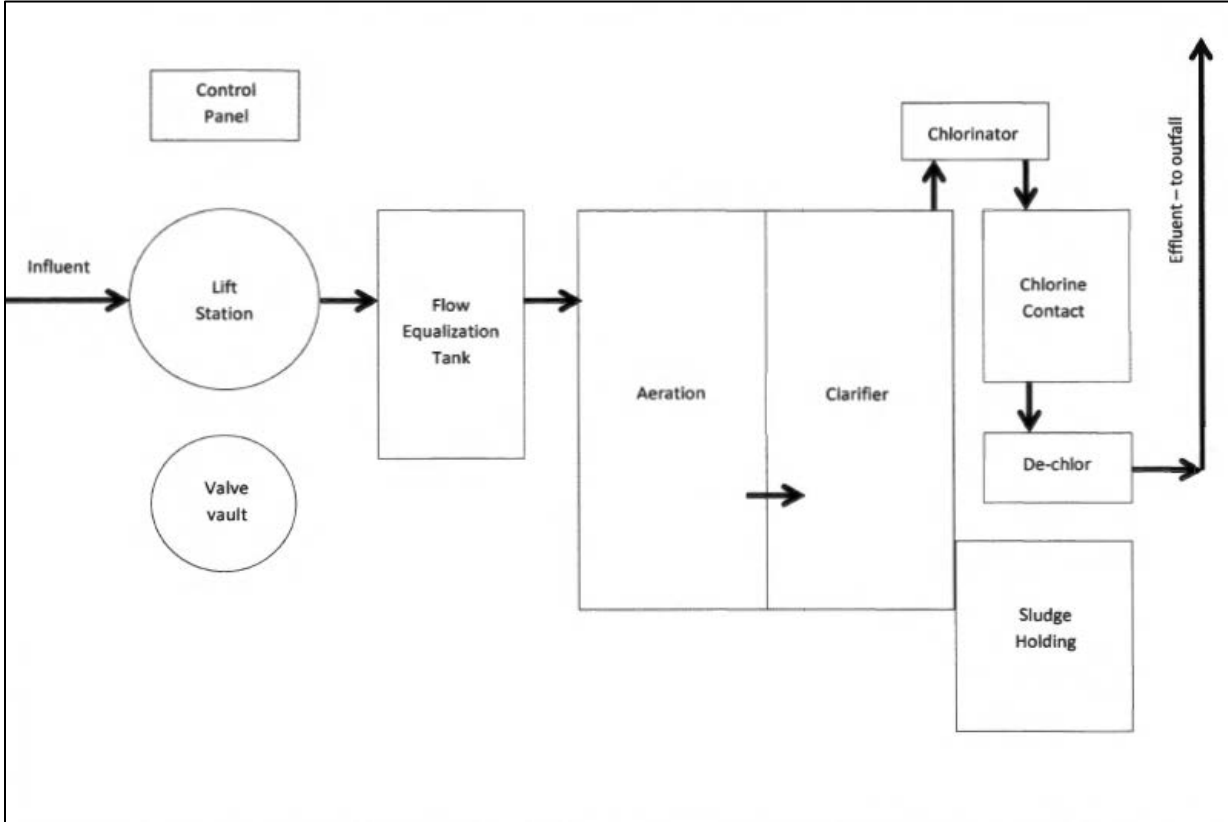 Control
Panel
Chlorinator
Influent
Lift
Station
Flow
Equalization
Tank
Aeration
Clarifier
Chlorine
Contact
De-chlor
Effluent – to outfall
Valve
vault
Sludge
Holding